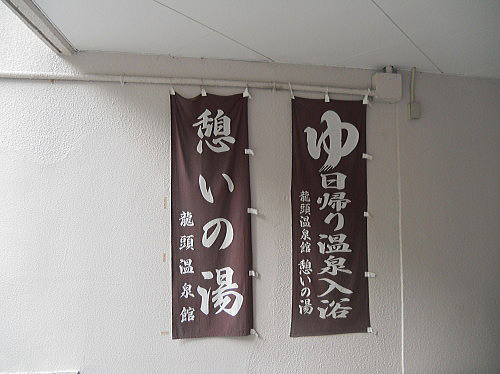 憩いの湯
龍頭温泉館
ゆ
日帰り温泉入浴
龍頭温泉館 憩いの湯